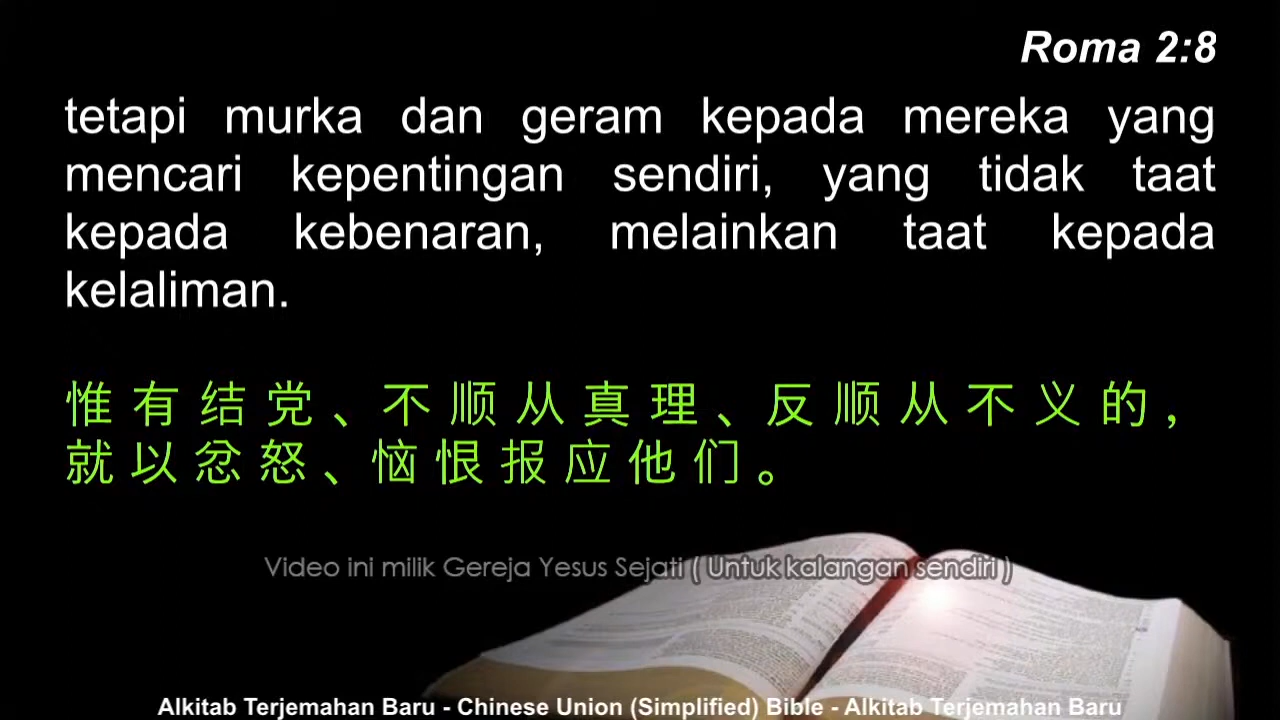 Roma 2:8
tetapi murka dan geram kepada mereka yang
mencari kepentingan sendiri, yang tidak taat
kepada kebenaran, melainkan taat kepada
kelaliman.
惟有结党、不顺从真理、反顺从不义的,
就以忿怒、恼恨报应他们。
Video ini milik Gereja Yesus Sejati ( Untuk kalangan sendiri )
Alkitab Terjemahan Baru - Chinese Union (Simplified) Bible - Alkitab Terjemahan Baru